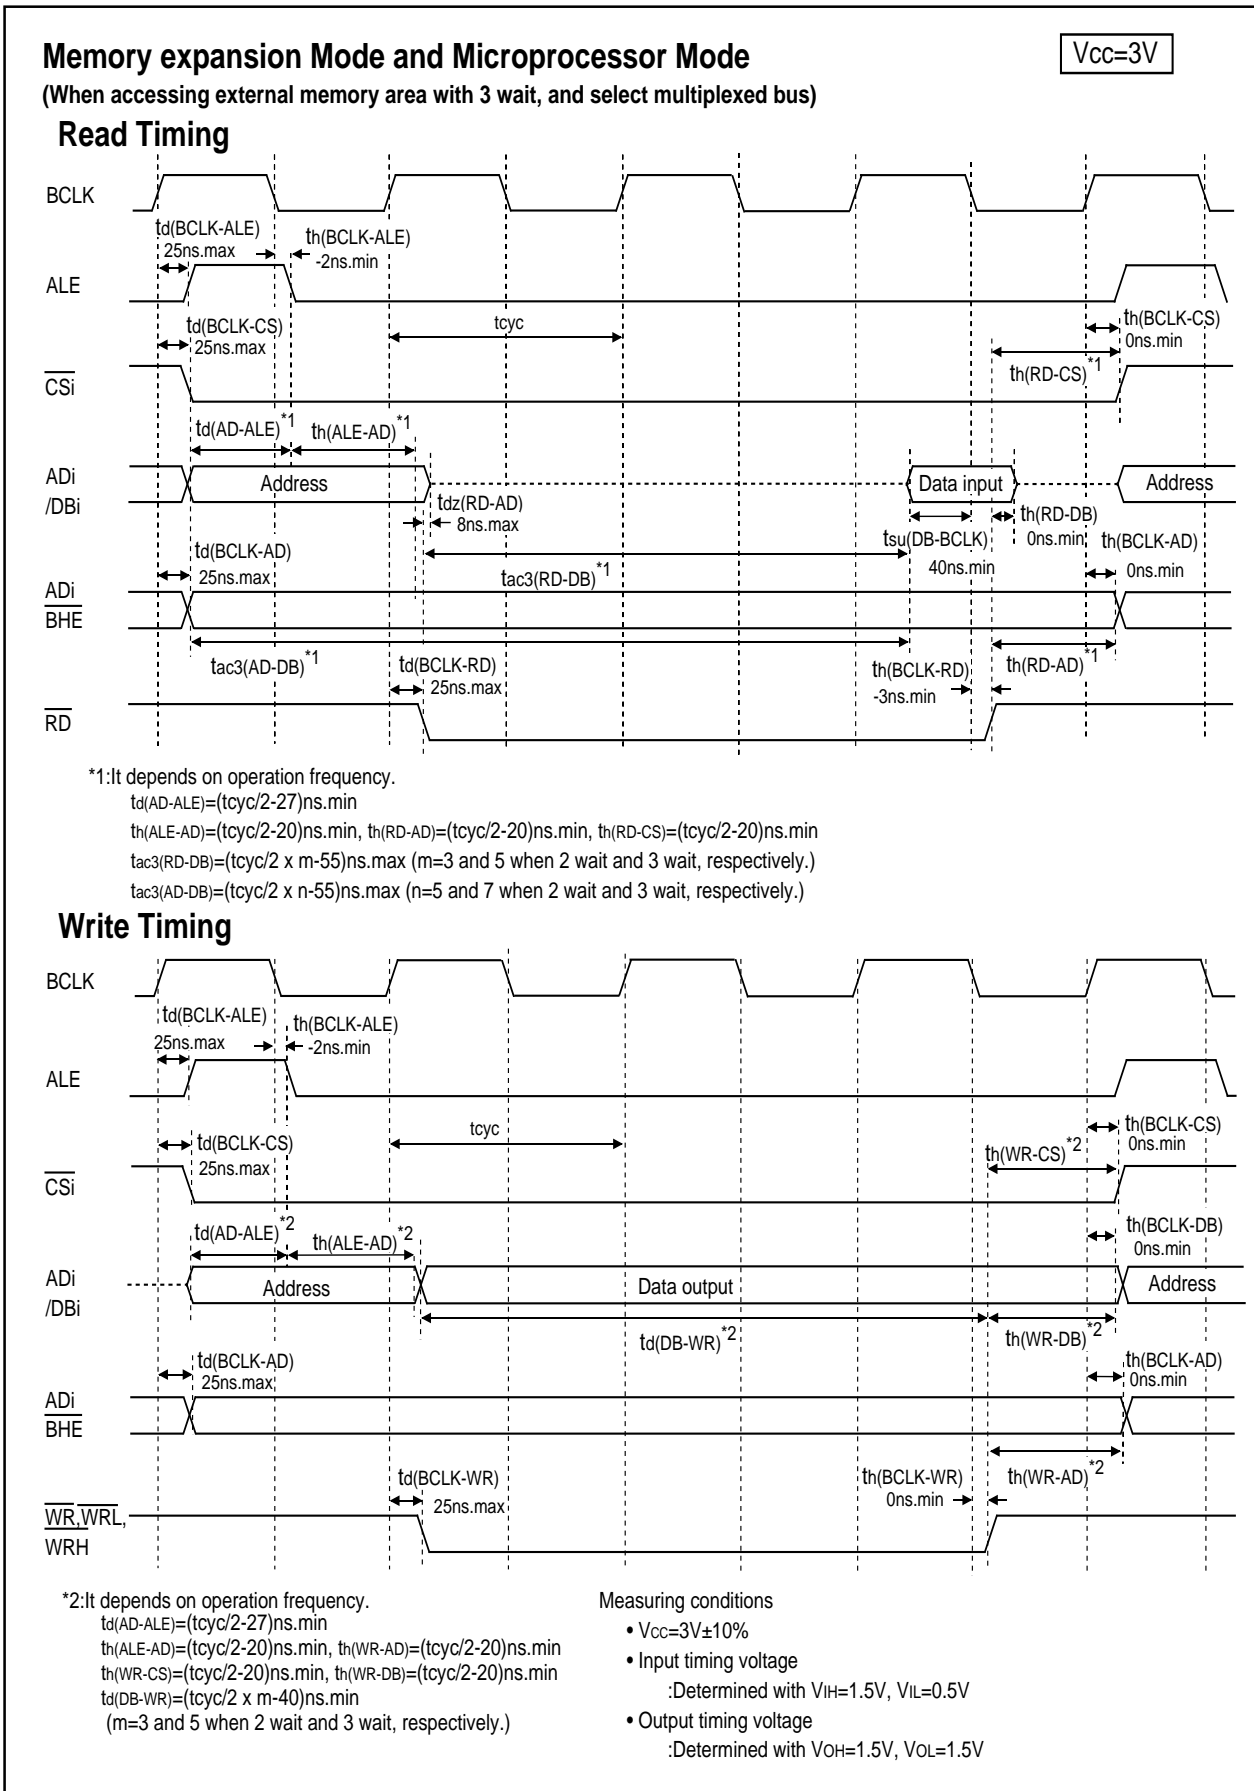 Memory expansion Mode and Microprocessor Mode
Vcc=3V
(When accessing external memory area with 3 wait, and select multiplexed bus)
Read Timing
BCLK
td(BCLK-ALE)
25ns.max
th(BCLK-ALE)
-2ns.min
ALE
td(BCLK-CS)
25ns.max
tcyc
th(BCLK-CS)
0ns.min
th(RD-CS)*1
CSi
td(AD-ALE)*1
th(ALE-AD)*1
ADi
/DBi
Address
Data input
Address
tdz(RD-AD)
8ns.max
th(RD-DB)
0ns.min
tsu(DB-BCLK)
40ns.min
td(BCLK-AD)
25ns.max
tac3(RD-DB)*1
th(BCLK-AD)
0ns.min
ADi
BHE
tac3(AD-DB)*1
td(BCLK-RD)
25ns.max
th(BCLK-RD)
-3ns.min
th(RD-AD)*1
RD
*1:It depends on operation frequency.
td(AD-ALE)=(tcyc/2-27)ns.min
th(ALE-AD)=(tcyc/2-20)ns.min, th(RD-AD)=(tcyc/2-20)ns.min, th(RD-CS)=(tcyc/2-20)ns.min
tac3(RD-DB)=(tcyc/2 x m-55)ns.max (m=3 and 5 when 2 wait and 3 wait, respectively.)
tac3(AD-DB)=(tcyc/2 x n-55)ns.max (n=5 and 7 when 2 wait and 3 wait, respectively.)
Write Timing
BCLK
td(BCLK-ALE)
25ns.max
th(BCLK-ALE)
-2ns.min
ALE
td(BCLK-CS)
25ns.max
tcyc
th(BCLK-CS)
0ns.min
th(WR-CS)*2
CSi
td(AD-ALE)*2
th(ALE-AD)*2
th(BCLK-DB)
0ns.min
ADi
/DBi
Address
Data output
Address
td(DB-WR)*2
th(WR-DB)*2
td(BCLK-AD)
25ns.max
th(BCLK-AD)
0ns.min
ADi
BHE
td(BCLK-WR)
25ns.max
th(BCLK-WR)
0ns.min
th(WR-AD)*2
WR,WRL,
WRH
*2:It depends on operation frequency.
td(AD-ALE)=(tcyc/2-27)ns.min
th(ALE-AD)=(tcyc/2-20)ns.min, th(WR-AD)=(tcyc/2-20)ns.min
th(WR-CS)=(tcyc/2-20)ns.min, th(WR-DB)=(tcyc/2-20)ns.min
td(DB-WR)=(tcyc/2 x m-40)ns.min
(m=3 and 5 when 2 wait and 3 wait, respectively.)
Measuring conditions
• VCC=3V±10%
• Input timing voltage
:Determined with VIH=1.5V, VIL=0.5V
• Output timing voltage
:Determined with VOH=1.5V, VOL=1.5V